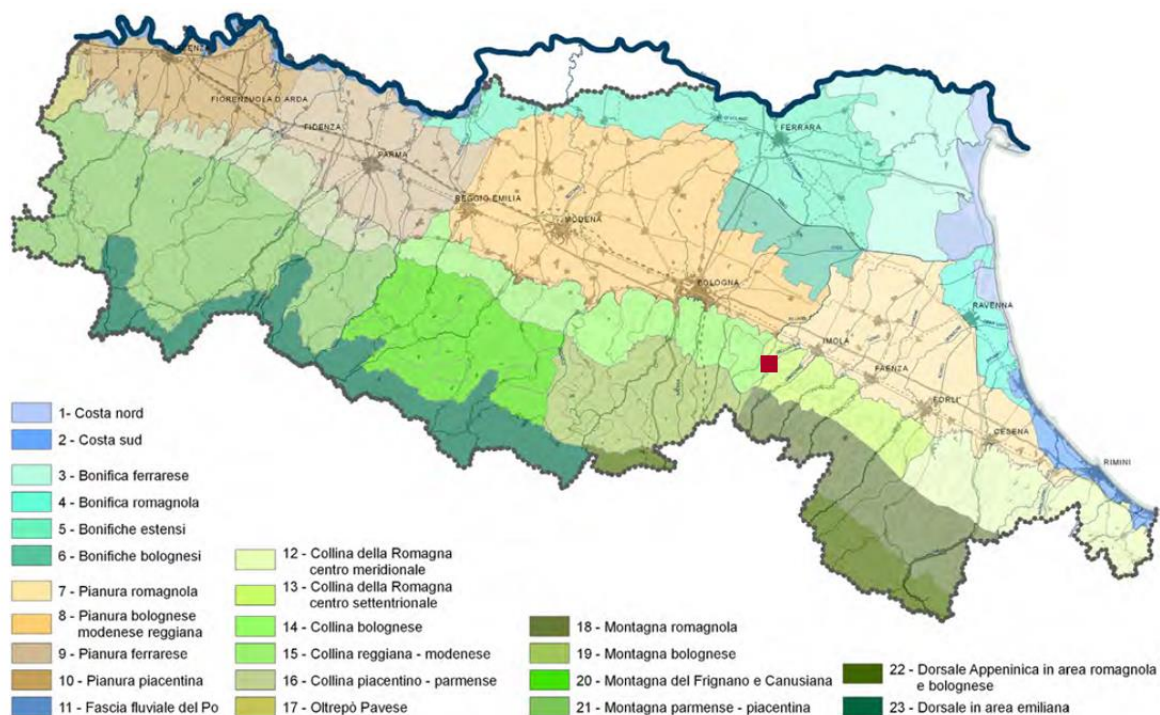 FIORENZUOLA D'ARDA
FIDENZA
PARMA
REGGIO EMILIA
MODENA
BOLOGNA
FERRARA
RAVENNA
IMOLA
FAENZA
FORLI'
CESENA
RIMINI
1- Costa nord
2 - Costa sud
3 - Bonifica ferrarese
4 - Bonifica romagnola
5 - Bonifiche estensi
6 - Bonifiche bolognesi
7 - Pianura romagnola
8 - Pianura bolognese
modenese reggiana
9 - Pianura ferrarese
10 - Pianura piacentina
11 - Fascia fluviale del Po
12 - Collina della Romagna
centro meridionale
13 - Collina della Romagna
centro settentrionale
14 - Collina bolognese
15 - Collina reggiana - modenese
16 - Collina piacentino - parmense
17 - Oltrepò Pavese
18 - Montagna romagnola
19 - Montagna bolognese
20 - Montagna del Frignano e Canusiana
21 - Montagna parmense - piacentina
22 - Dorsale Appeninica in area romagnola
e bolognese
23 - Dorsale in area emiliana